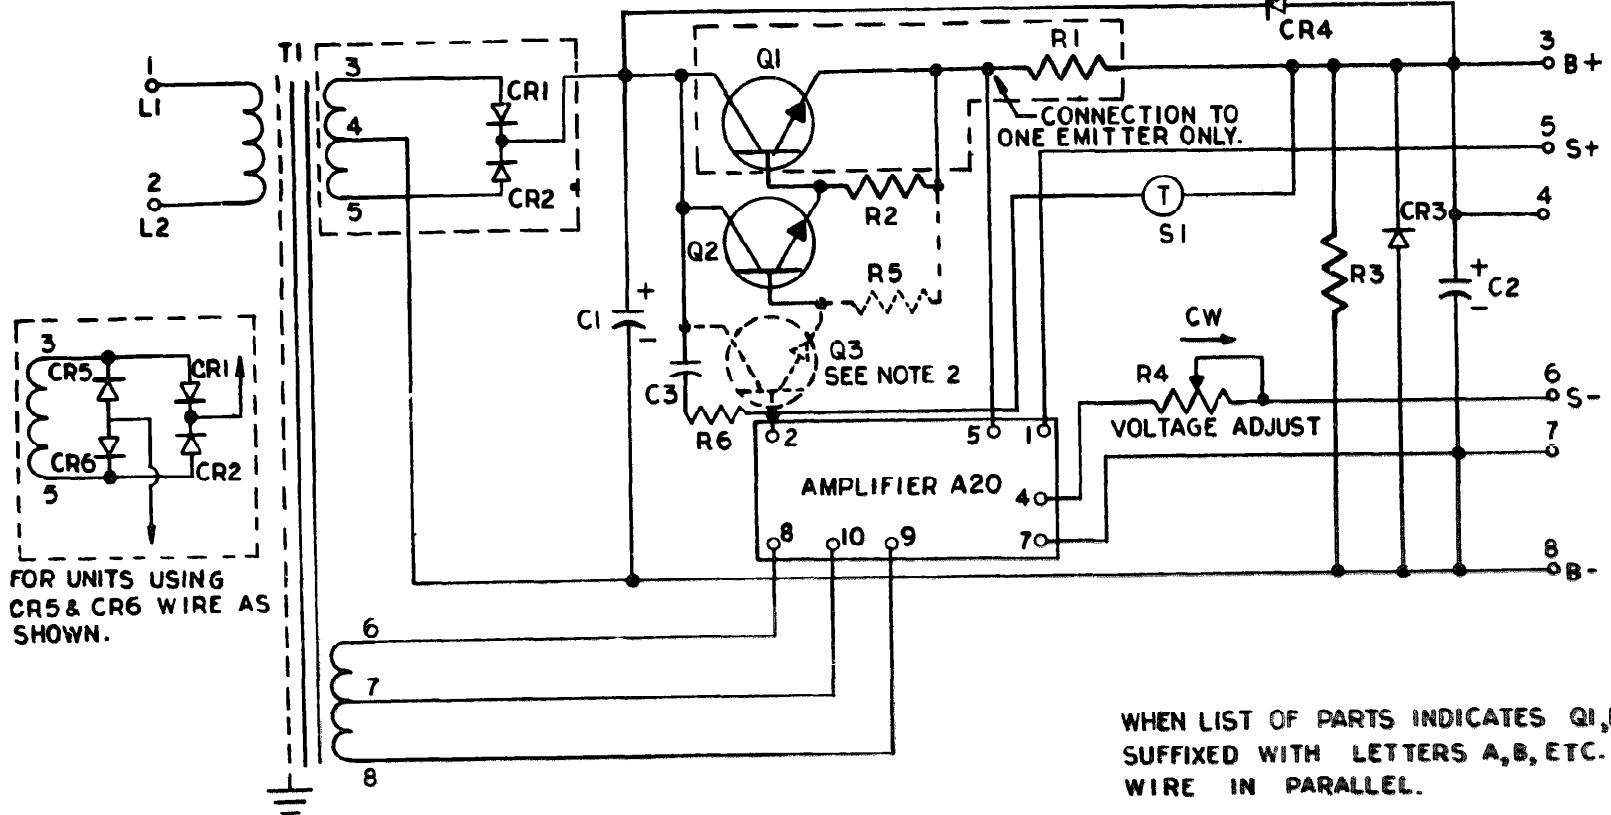 CR4
T1
1
L1
2
L2
3
4
5
CR1
CR2
Q1
R1
3
B+
CONNECTION TO
ONE EMITTER ONLY.
5
S+
R2
T
S1
4
Q2
R5
CR3
R3
+
C2
-
+
C1
-
Q3
SEE NOTE 2
C3
R6
CW
R4
VOLTAGE ADJUST
6
S-
7
2
5
1
AMPLIFIER A20
4
7
8
10
9
8
B-
3
CR5
CR1
CR6
CR2
5
FOR UNITS USING
CR5 & CR6 WIRE AS
SHOWN.
6
7
8
WHEN LIST OF PARTS INDICATES Q1,
SUFFIXED WITH LETTERS A, B, ETC.
WIRE IN PARALLEL.